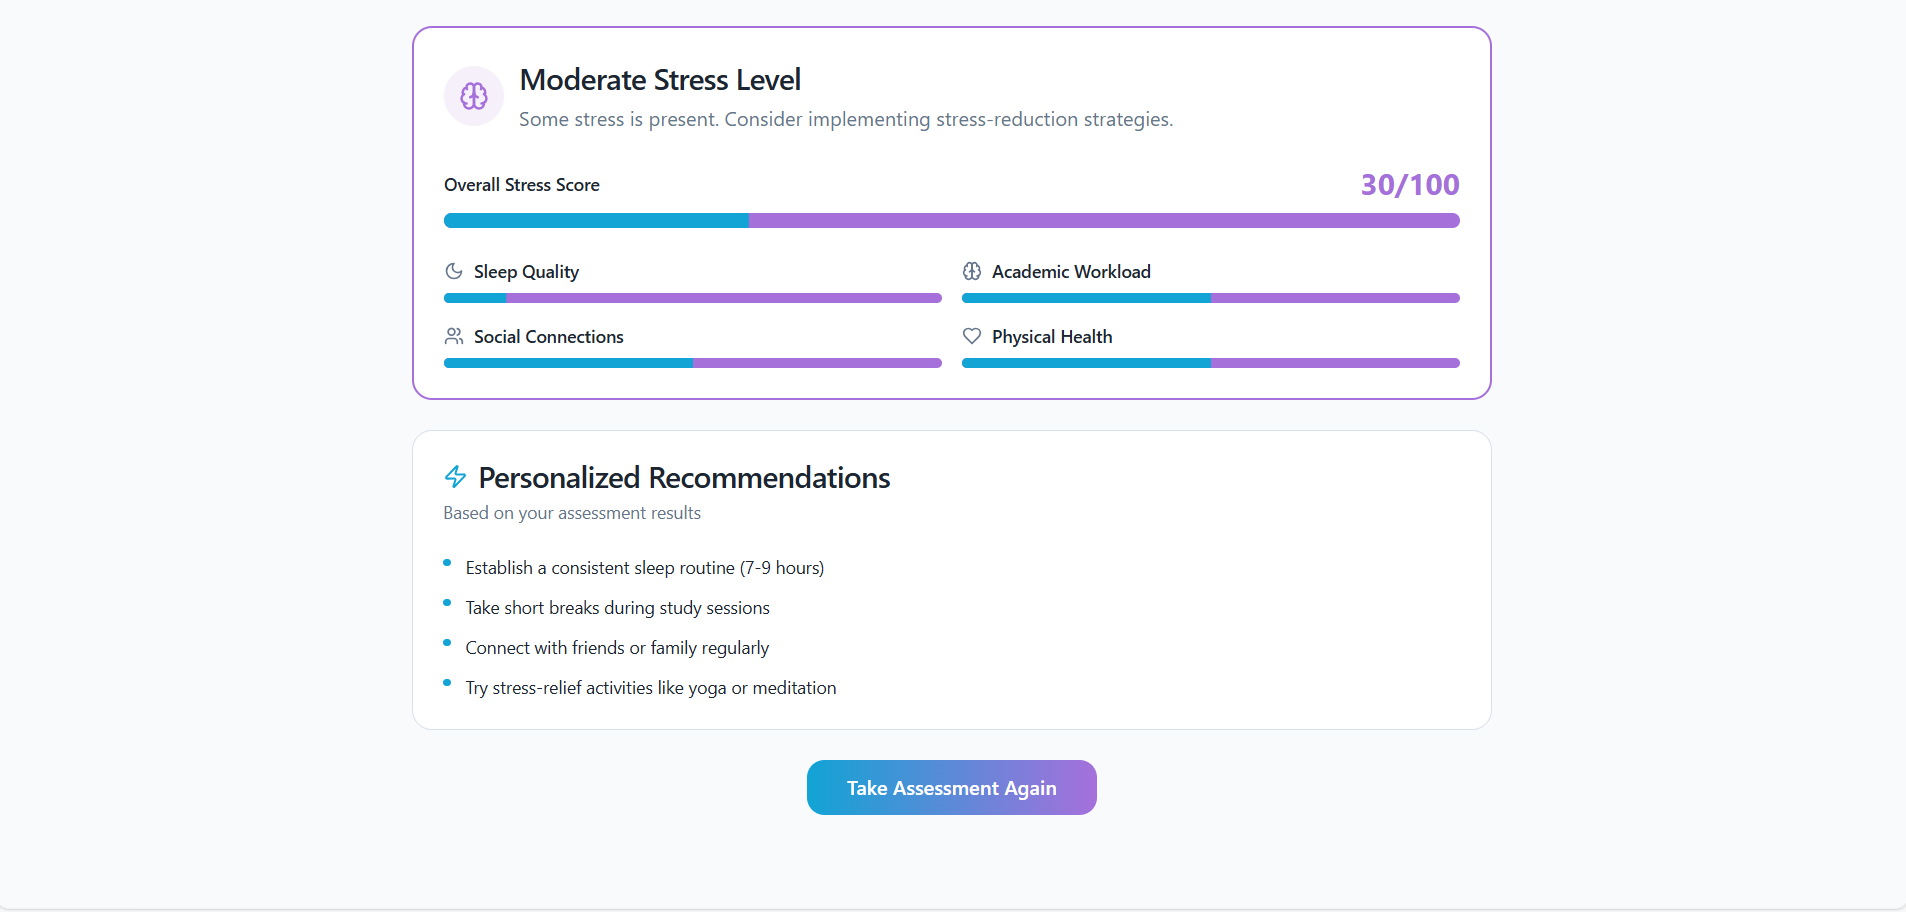 Moderate Stress Level
Some stress is present. Consider implementing stress-reduction strategies.
Overall Stress Score
30/100
Sleep Quality
Academic Workload
Social Connections
Physical Health
Personalized Recommendations
Based on your assessment results
Establish a consistent sleep routine (7-9 hours)
Take short breaks during study sessions
Connect with friends or family regularly
Try stress-relief activities like yoga or meditation
Take Assessment Again